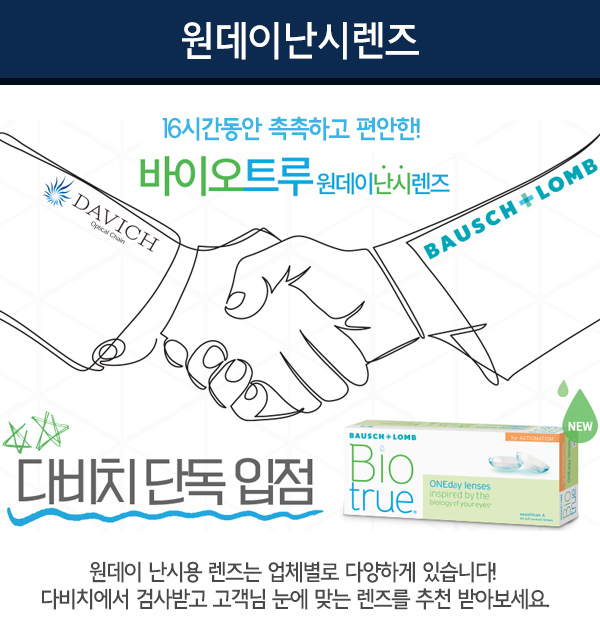 원데이난시렌즈
16시간동안 촉촉하고 편안한!
바이오트루 원데이난시렌즈
DAVICH
Optical Chain
BAUSCH+LOMB
NEW
다비치 단독 입점
BAUSCH+LOMB
for ASTIGMATISM
Bio
true®
ONEday lenses
inspired by the
biology of your eyes
원데이 난시용 렌즈는 업체별로 다양하게 있습니다!
다비치에서 검사받고 고객님 눈에 맞는 렌즈를 추천 받아보세요.